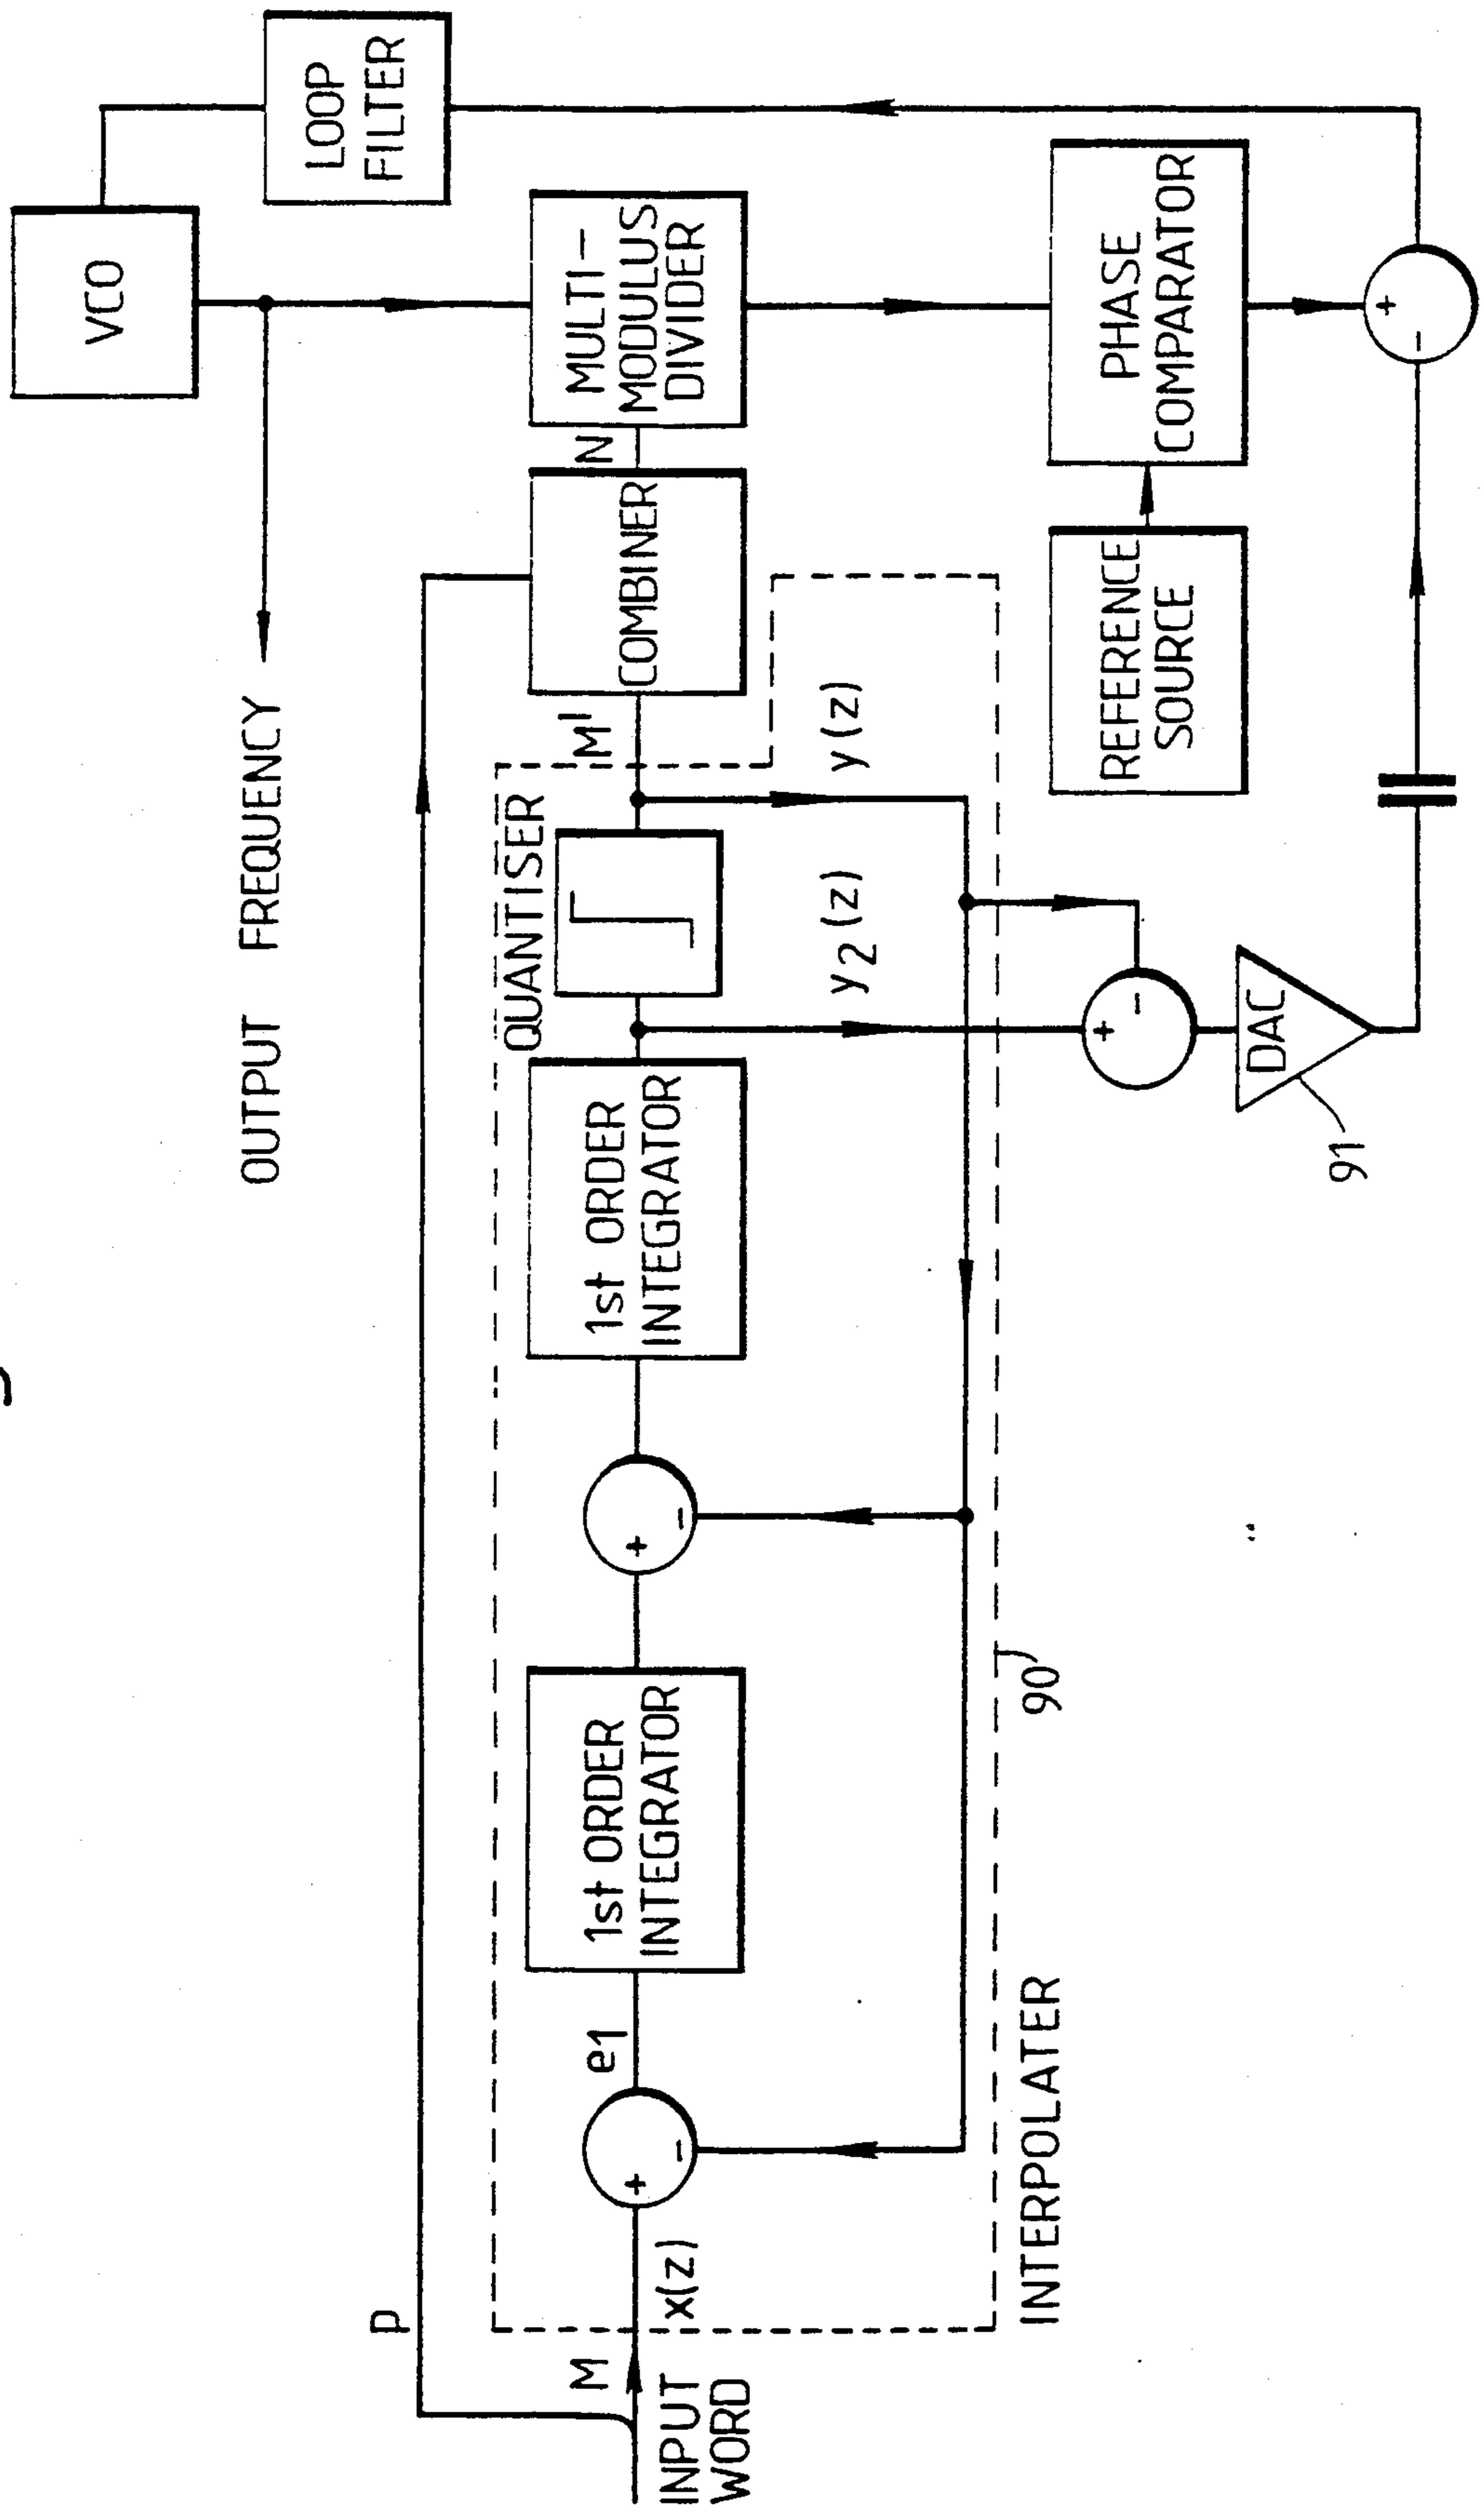 VCO
LOOP
FILTER
OUTPUT FREQUENCY
P
QUANTISER
M
INPUT
WORD
x(z)
+
−
e1
1st ORDER
INTEGRATOR
+
−
1st ORDER
INTEGRATOR
M'
COMBINER
N
MULTI-
MODULUS
DIVIDER
y2(z)
y(z)
INTERPOLATER
90
+
−
DAC
91
REFERENCE
SOURCE
PHASE
COMPARATOR
+
−